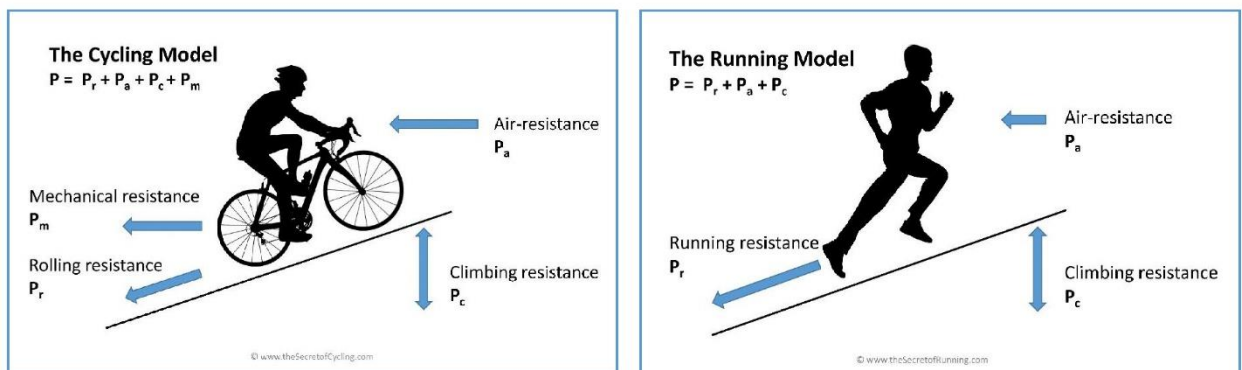 The Cycling Model
P = Pr + Pa + Pc + Pm
Air-resistance
Pa
Mechanical resistance
Pm
Rolling resistance
Pr
Climbing resistance
Pc
© www.theSecretofCycling.com
The Running Model
P = Pr + Pa + Pc
Air-resistance
Pa
Running resistance
Pr
Climbing resistance
Pc
© www.theSecretofRunning.com